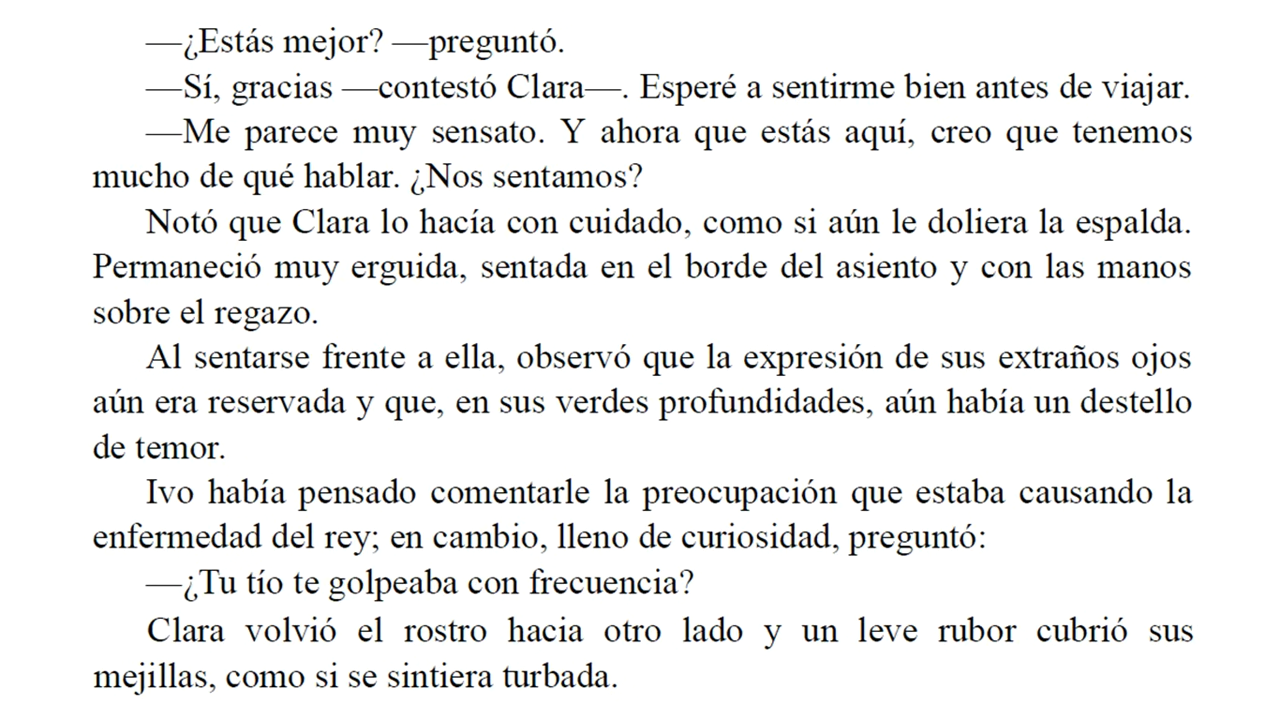 —¿Estás mejor? —preguntó.
—Sí, gracias —contestó Clara—. Esperé a sentirme bien antes de viajar.
—Me parece muy sensato. Y ahora que estás aquí, creo que tenemos
mucho de qué hablar. ¿Nos sentamos?
Notó que Clara lo hacía con cuidado, como si aún le doliera la espalda.
Permaneció muy erguida, sentada en el borde del asiento y con las manos
sobre el regazo.
Al sentarse frente a ella, observó que la expresión de sus extraños ojos
aún era reservada y que, en sus verdes profundidades, aún había un destello
de temor.
Ivo había pensado comentarle la preocupación que estaba causando la
enfermedad del rey; en cambio, lleno de curiosidad, preguntó:
—¿Tu tío te golpeaba con frecuencia?
Clara volvió el rostro hacia otro lado y un leve rubor cubrió sus
mejillas, como si se sintiera turbada.